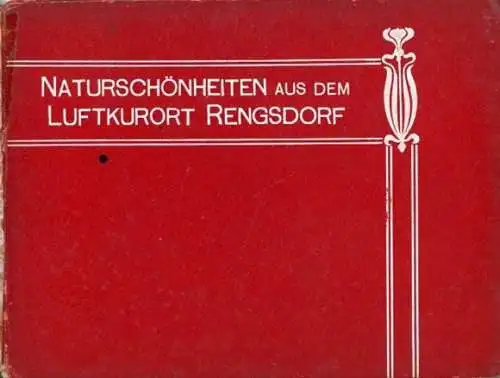 NATURSCHÖNHEITEN AUS DEM
LUFTKURORT RENGSDORF